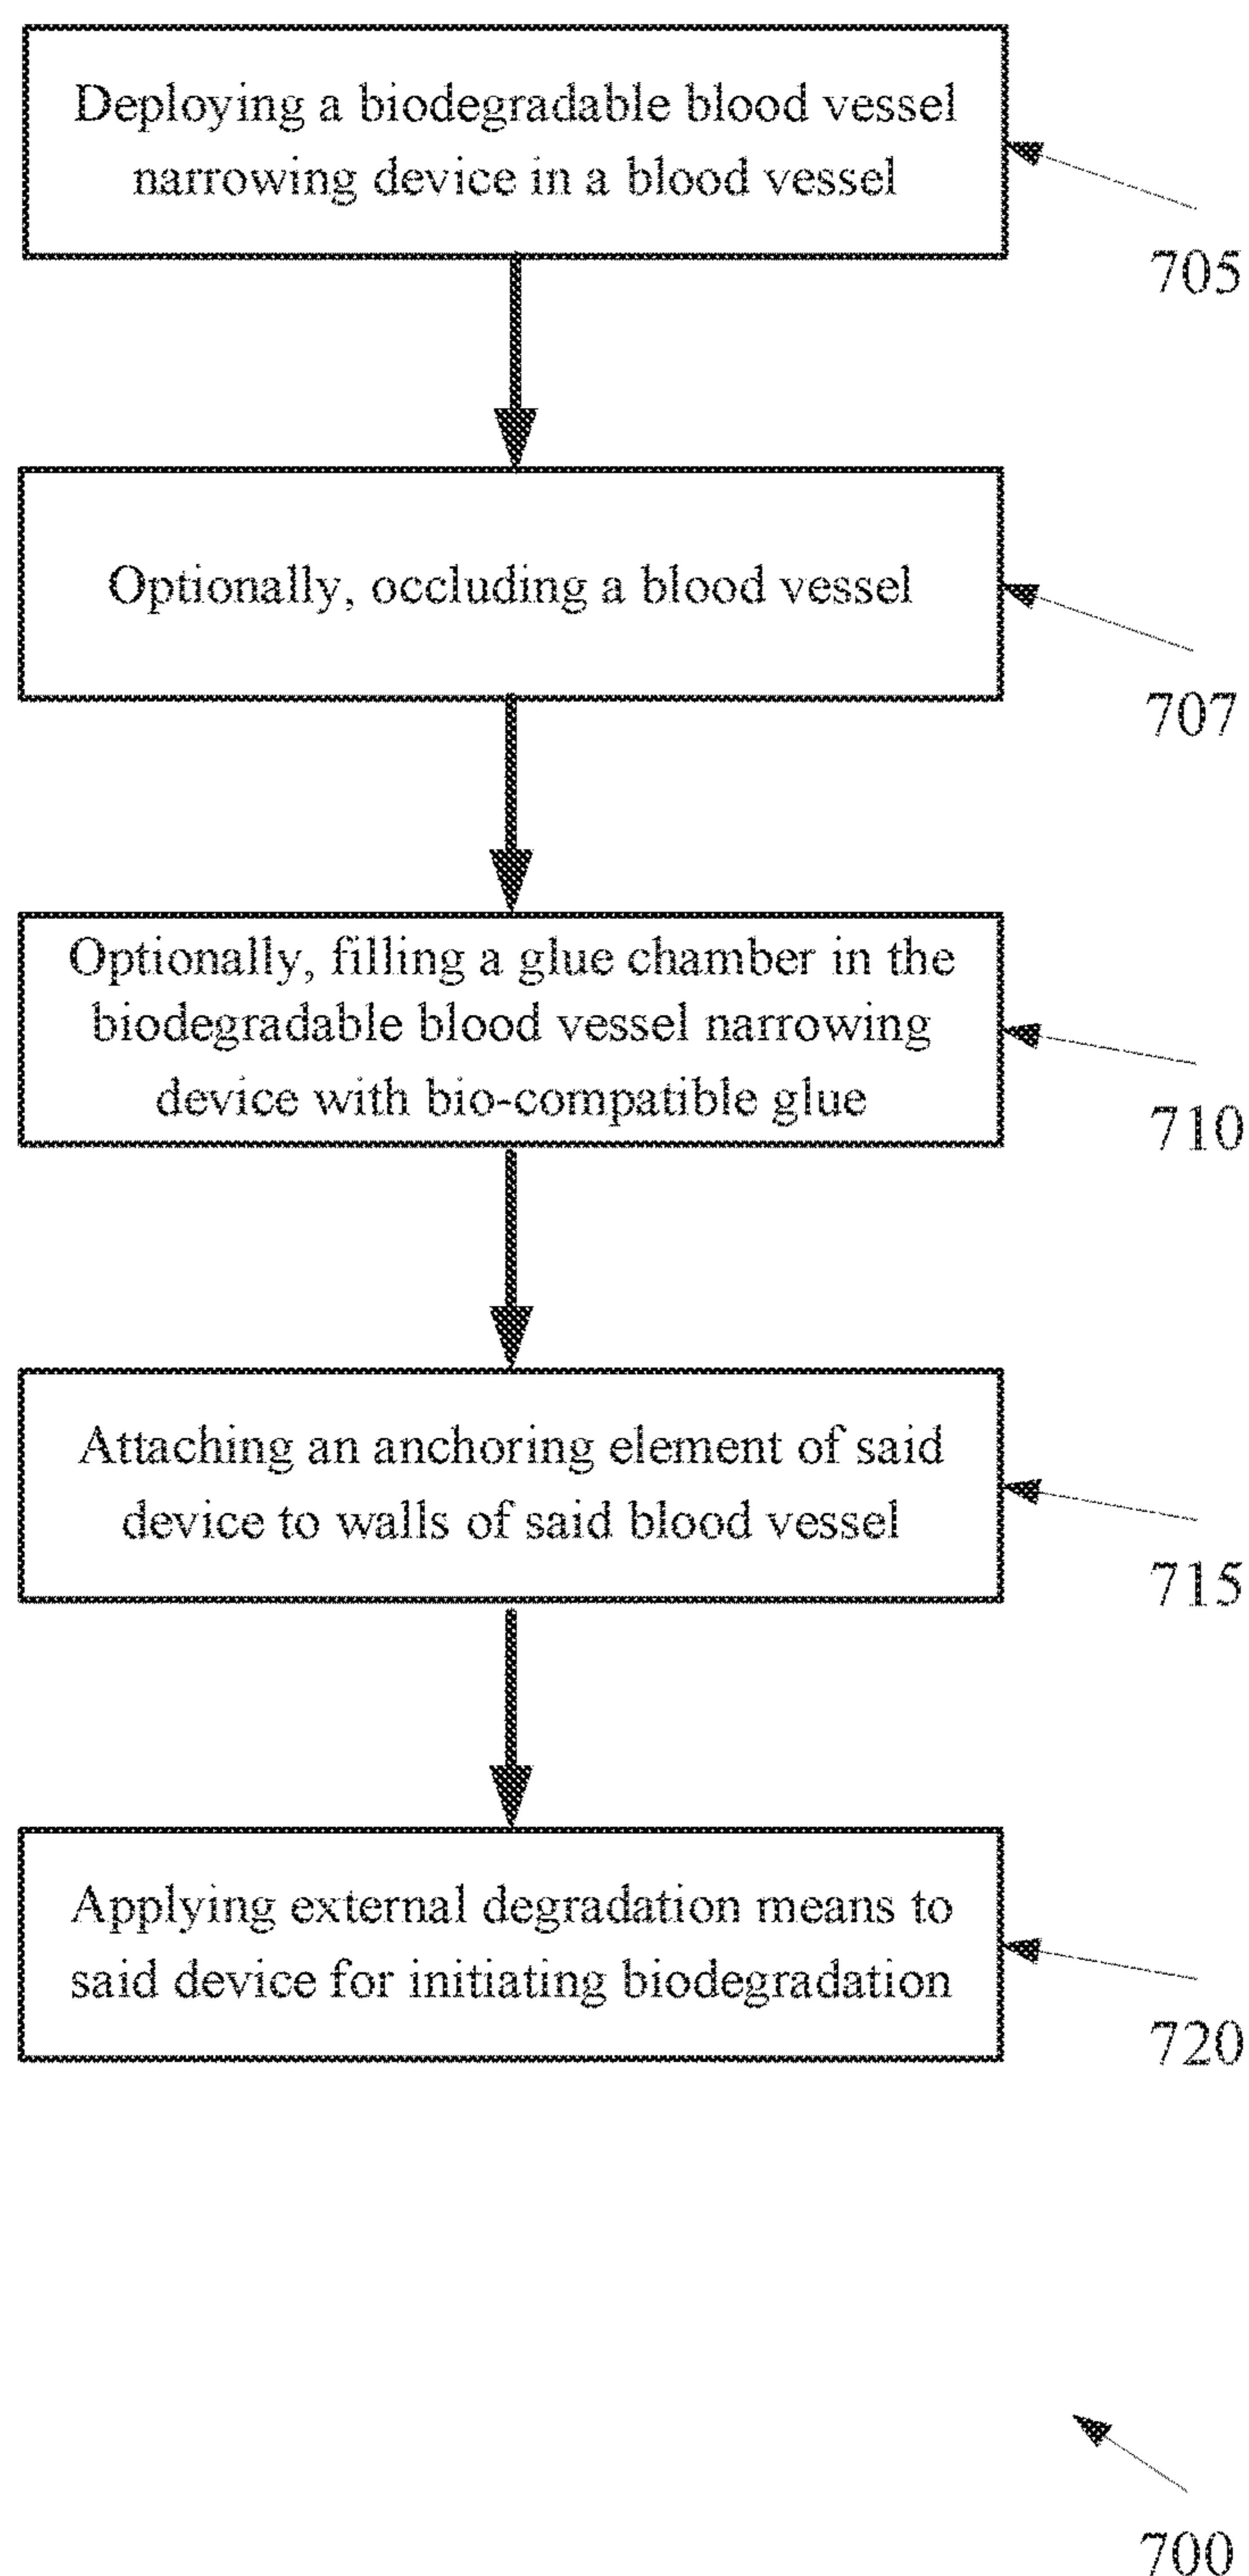 Deploying a biodegradable blood vessel
narrowing device in a blood vessel
705
Optionally, occluding a blood vessel
707
Optionally, filling a glue chamber in the
biodegradable blood vessel narrowing
device with bio-compatible glue
710
Attaching an anchoring element of said
device to walls of said blood vessel
715
Applying external degradation means to
said device for initiating biodegradation
720
700